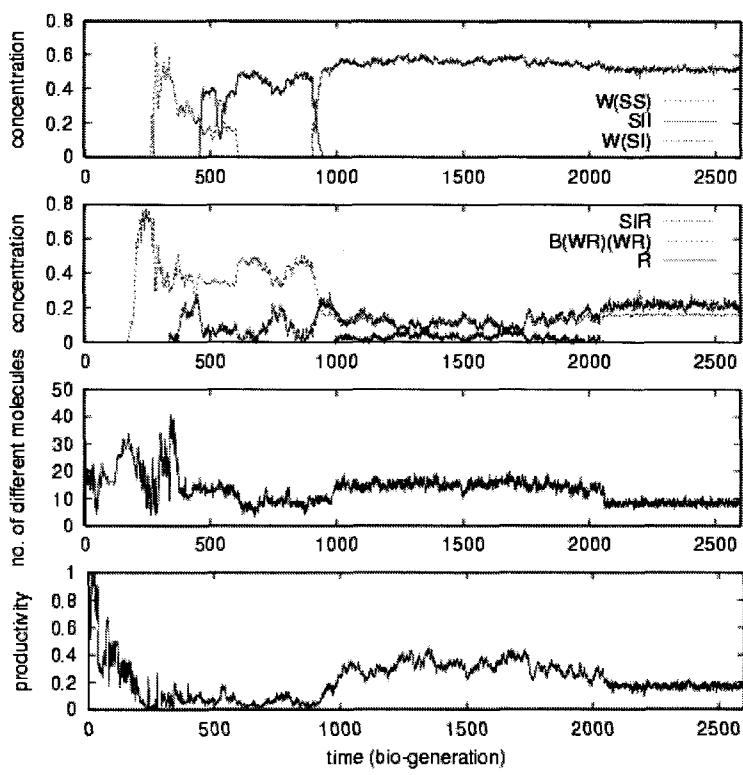 concentration
0.8
0.6
0.4
0.2
0
W(SS)
SII
W(SI)
0 500 1000 1500 2000 2500
concentration
0.8
0.6
0.4
0.2
0
SIR
B(WR)(WR)
R
0 500 1000 1500 2000 2500
no. of different molecules
50
40
30
20
10
0
0 500 1000 1500 2000 2500
productivity
1
0.8
0.6
0.4
0.2
0
0 500 1000 1500 2000 2500
time (bio-generation)